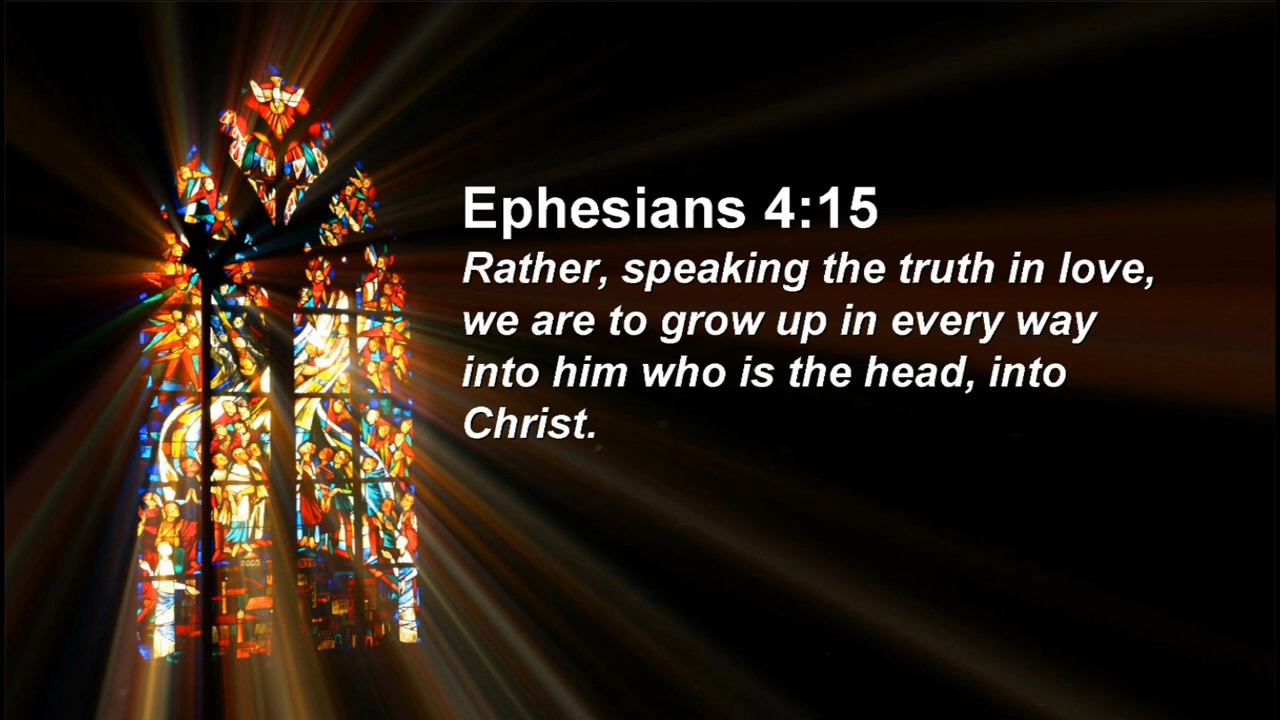 Ephesians 4:15
Rather, speaking the truth in love,
we are to grow up in every way
into him who is the head, into
Christ.